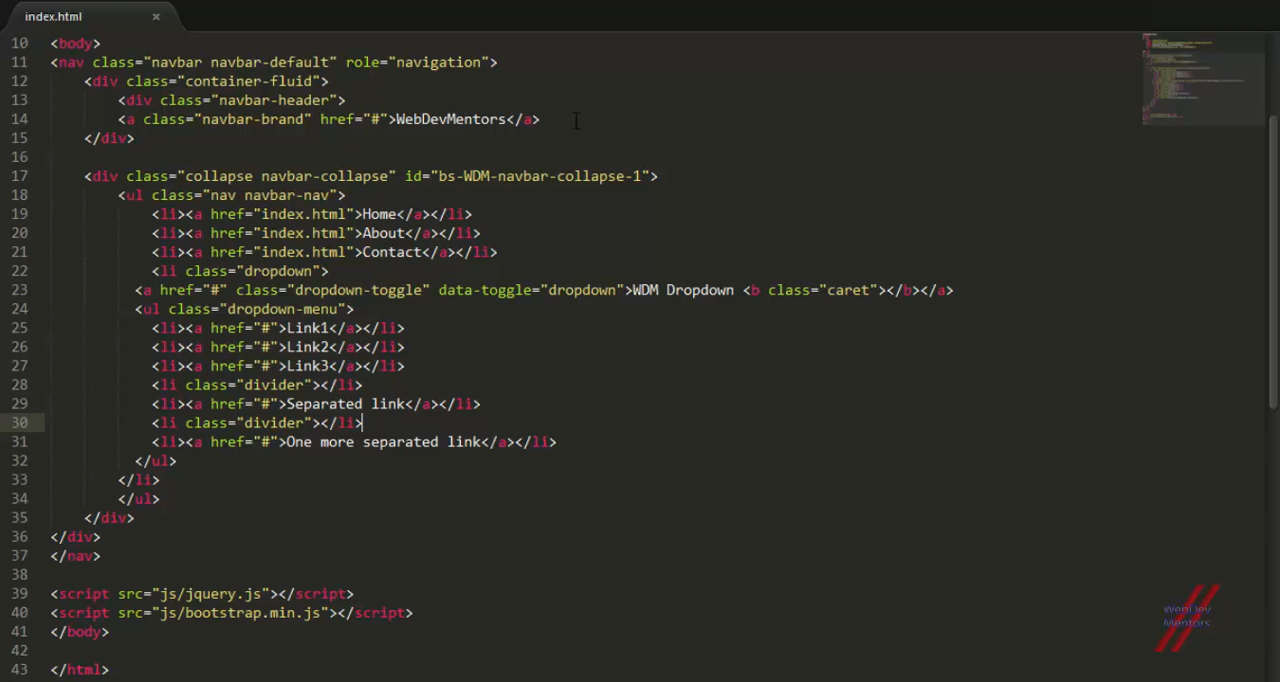 index.html ×
10 <body>
11 <nav class="navbar navbar-default" role="navigation">
12 <div class="container-fluid">
13 <div class="navbar-header">
14 <a class="navbar-brand" href="#">WebDevMentors</a>
15 </div>
16
17 <div class="collapse navbar-collapse" id="bs-WDM-navbar-collapse-1">
18 <ul class="nav navbar-nav">
19 <li><a href="index.html">Home</a></li>
20 <li><a href="index.html">About</a></li>
21 <li><a href="index.html">Contact</a></li>
22 <li class="dropdown">
23 <a href="#" class="dropdown-toggle" data-toggle="dropdown">WDM Dropdown <b class="caret"></b></a>
24 <ul class="dropdown-menu">
25 <li><a href="#">Link1</a></li>
26 <li><a href="#">Link2</a></li>
27 <li><a href="#">Link3</a></li>
28 <li class="divider"></li>
29 <li><a href="#">Separated link</a></li>
30 <li class="divider"></li>
31 <li><a href="#">One more separated link</a></li>
32 </ul>
33 </li>
34 </ul>
35 </div>
36 </div>
37 </nav>
38
39 <script src="js/jquery.js"></script>
40 <script src="js/bootstrap.min.js"></script>
41 </body>
42
43 </html>
WebDev
Mentors